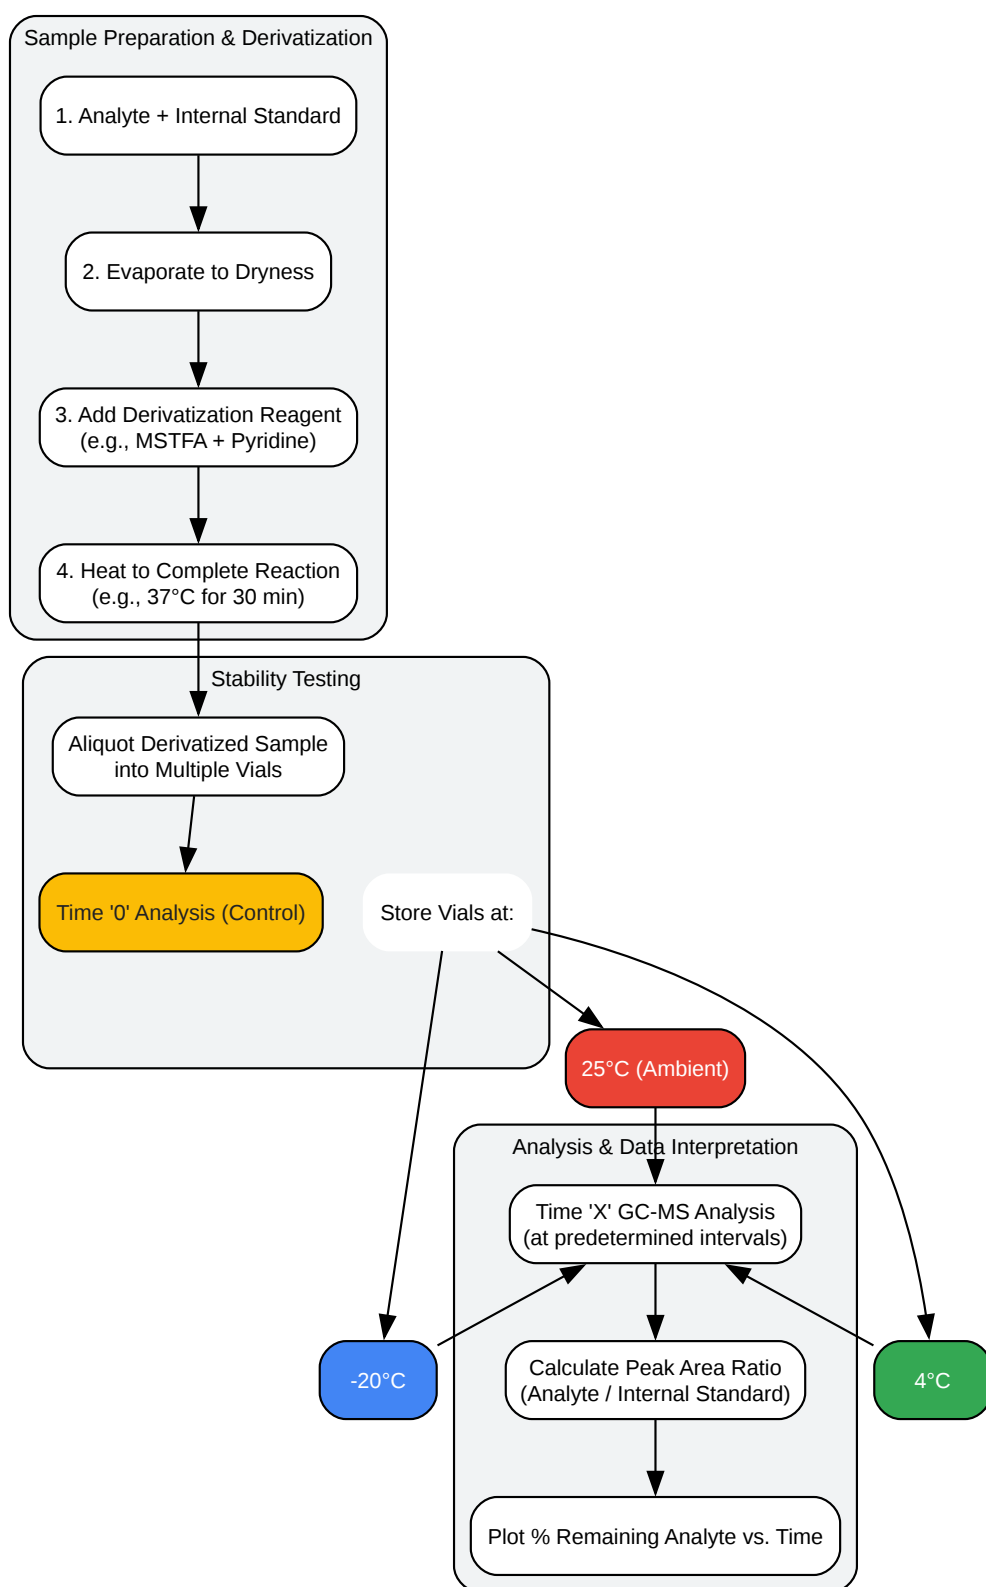 Sample Preparation & Derivatization
1. Analyte + Internal Standard
2. Evaporate to Dryness
3. Add Derivatization Reagent
(e.g., MSTFA + Pyridine)
4. Heat to Complete Reaction
(e.g., 37°C for 30 min)
Stability Testing
Aliquot Derivatized Sample
into Multiple Vials
Time '0' Analysis (Control)
Store Vials at:
25°C (Ambient)
Analysis & Data Interpretation
Time 'X' GC-MS Analysis
(at predetermined intervals)
-20°C
Calculate Peak Area Ratio
(Analyte / Internal Standard)
4°C
Plot % Remaining Analyte vs. Time